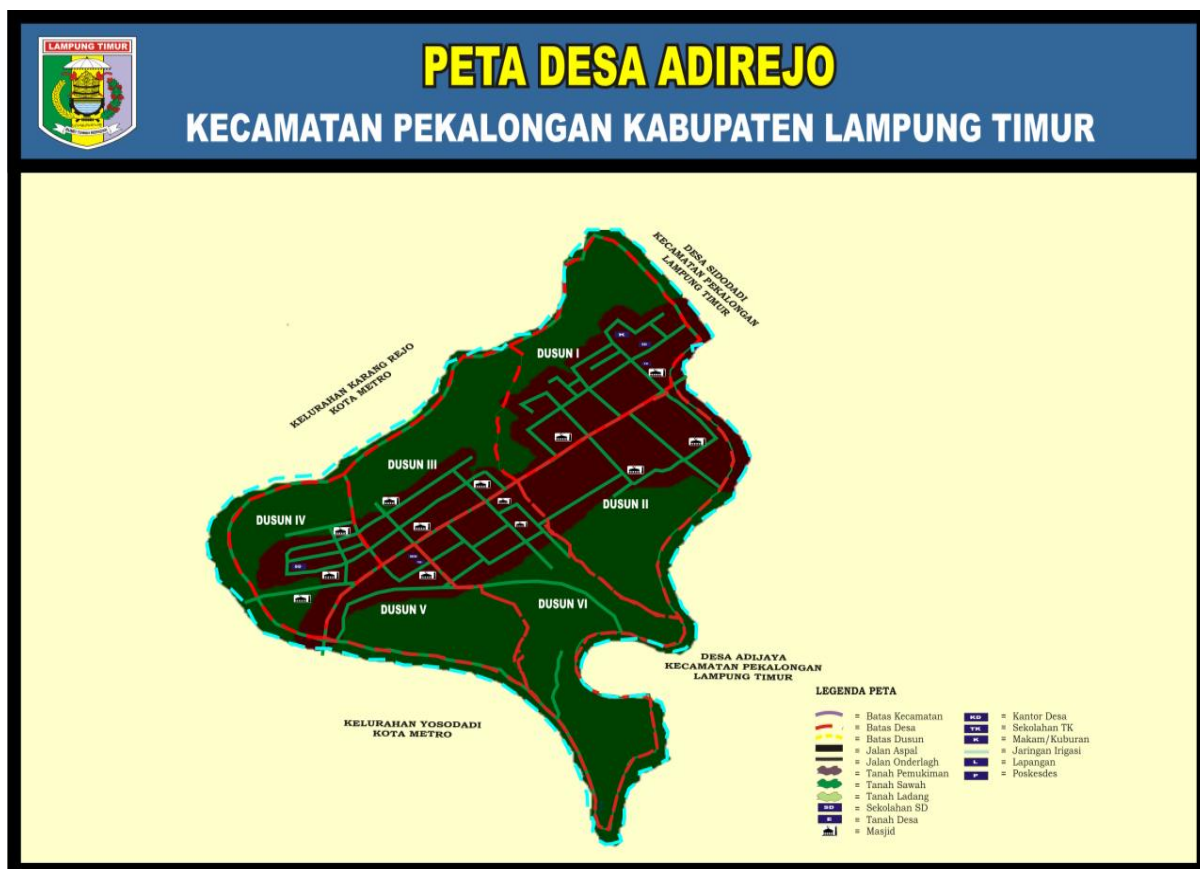 LAMPUNG TIMUR
PETA DESA ADIREJO
KECAMATAN PEKALONGAN KABUPATEN LAMPUNG TIMUR
DESA SIDODADI
KECAMATAN PEKALONGAN
LAMPUNG TIMUR
KELURAHAN KARANG REJO
KOTA METRO
DUSUN I
K
DUSUN III
DUSUN II
DUSUN IV
DUSUN V
DUSUN VI
DESA ADIJAYA
KECAMATAN PEKALONGAN
LAMPUNG TIMUR
KELURAHAN YOSODADI
KOTA METRO
LEGENDA PETA
= Batas Kecamatan
= Batas Desa
= Batas Dusun
= Jalan Aspal
= Jalan Onderlagh
= Tanah Pemukiman
= Tanah Sawah
= Tanah Ladang
SD = Sekolahan SD
E = Tanah Desa
= Masjid
KD = Kantor Desa
TK = Sekolahan TK
K = Makam/Kuburan
= Jaringan Irigasi
L = Lapangan
P = Poskesdes